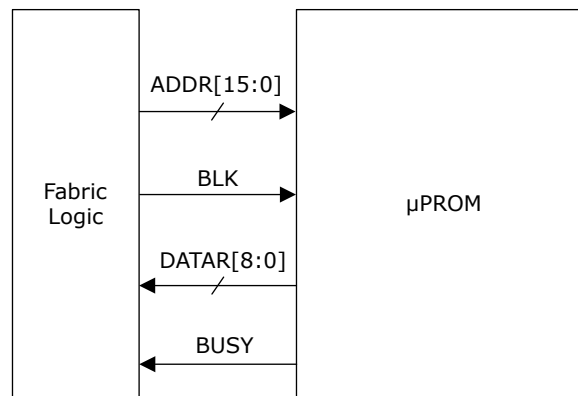 ADDR[15:0]
BLK
Fabric
Logic
µPROM
DATAR[8:0]
BUSY